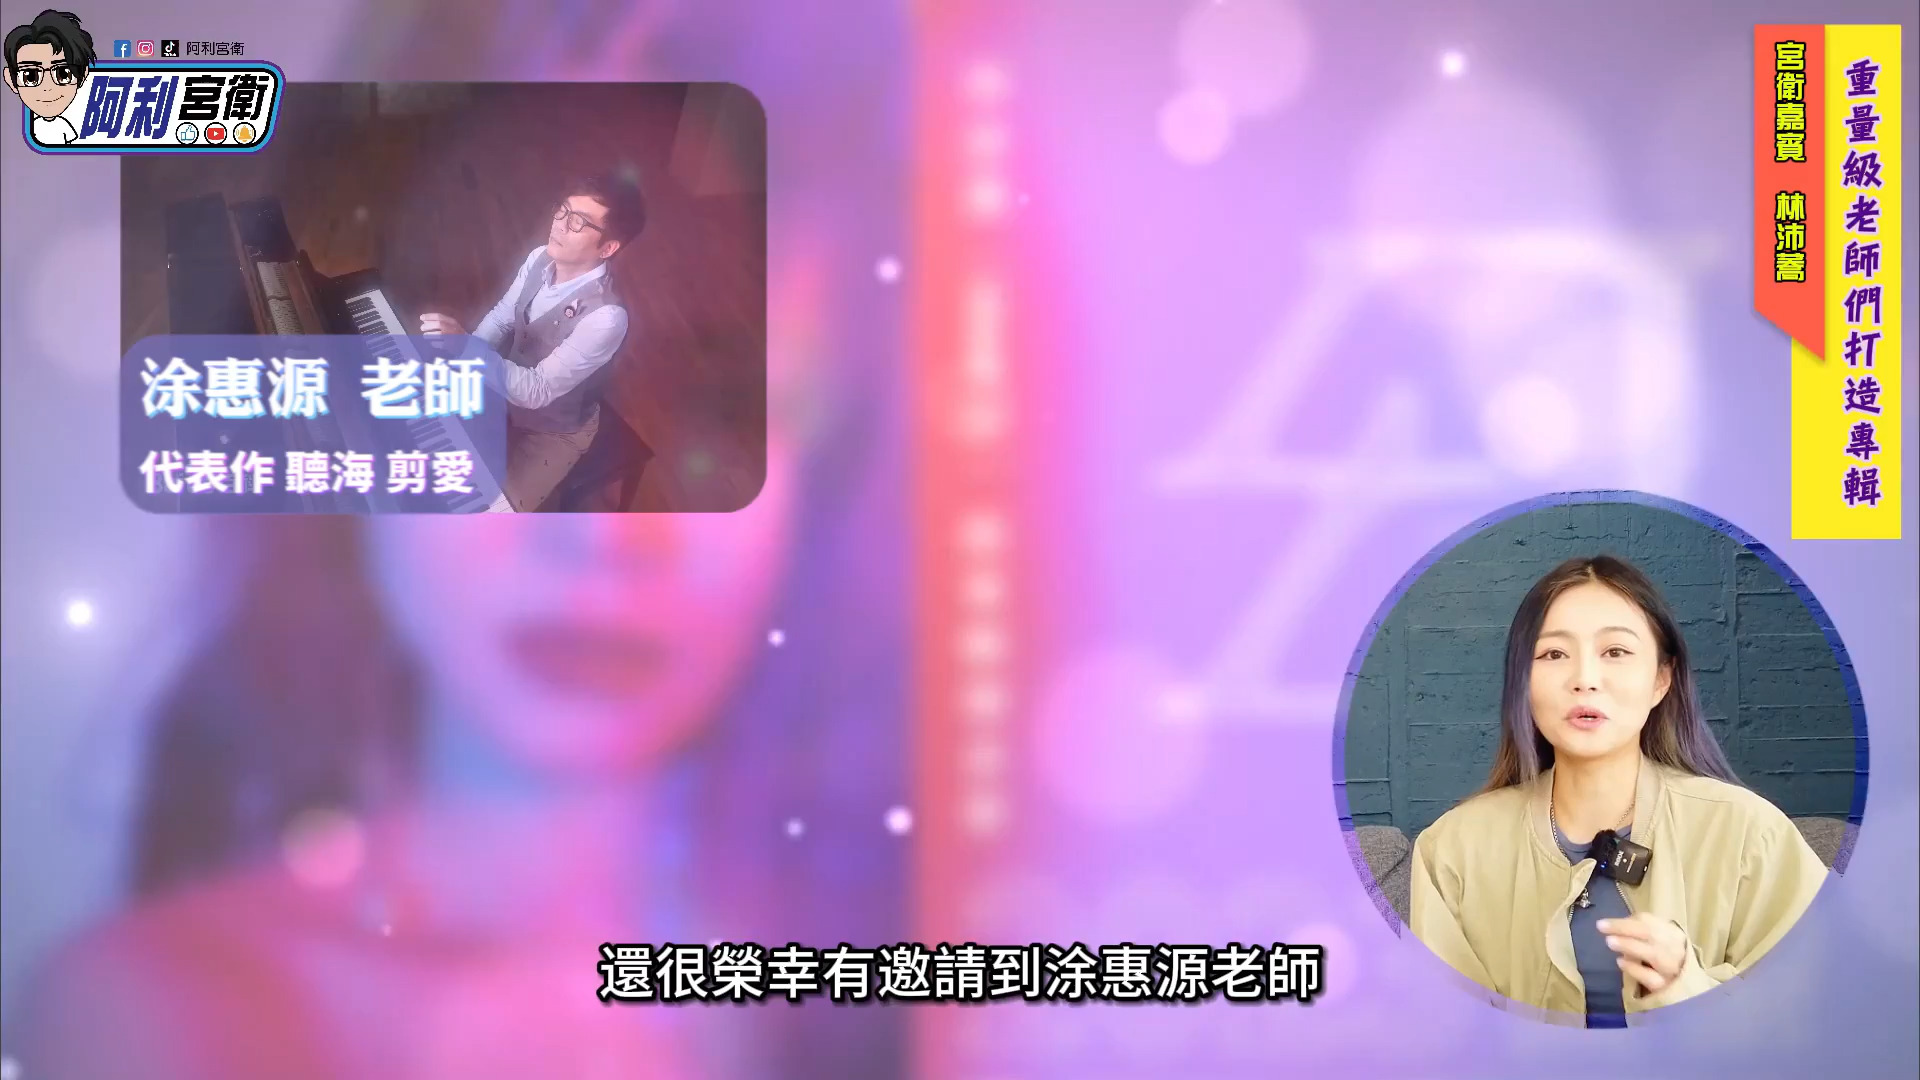 阿利宮衛
阿利宮衛
涂惠源 老師
代表作 聽海 剪愛
重量級老師們打造專輯
宮衛嘉賓 林沛蕎
還很榮幸有邀請到涂惠源老師